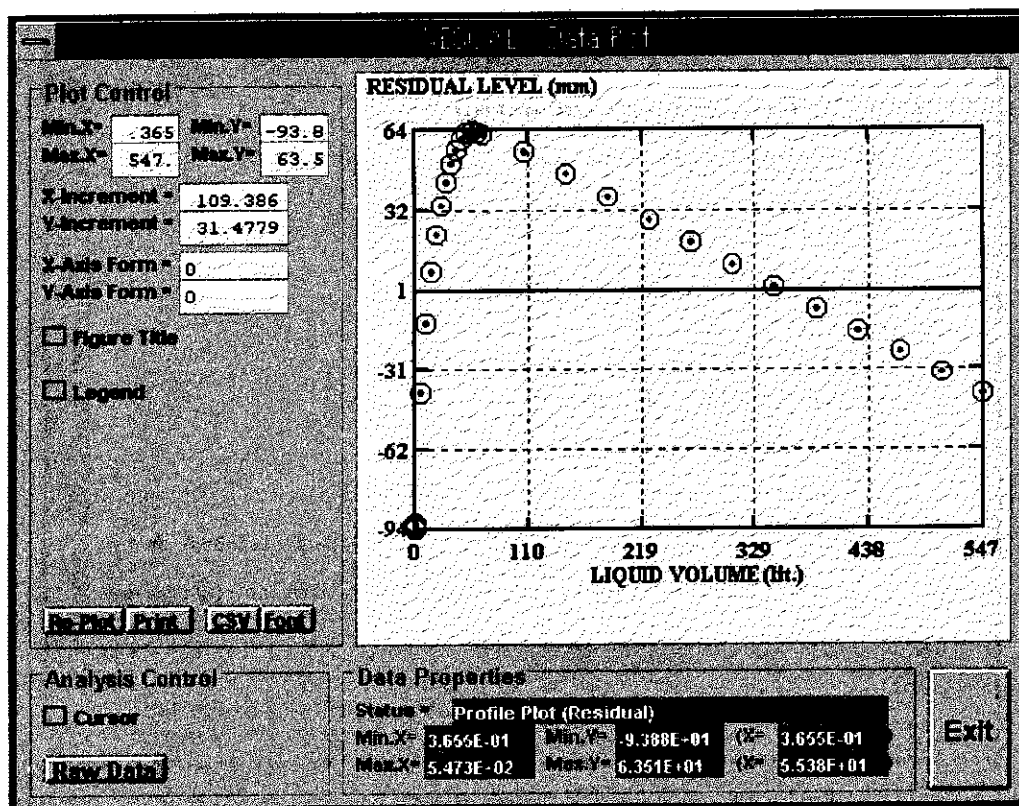 Data Plot
Plot Control
Min.X= .365 Min.Y= -93.8
Max.X= 547. Max.Y= 63.5
X-Increment = 109.386
Y-Increment = 31.4779
X-Axis Form = 0
Y-Axis Form = 0
Figure Title
Legend
Re-Plot Print CSV Font
RESIDUAL LEVEL (mm)
64
32
1
-31
-62
-94
0 110 219 329 438 547
LIQUID VOLUME (lit.)
Analysis Control
Cursor
Raw Data
Data Properties
Status = Profile Plot (Residual)
Min.X= 3.655E-01 Min.Y= -9.388E+01 (X= 3.655E-01 )
Max.X= 5.473E-02 Max.Y= 6.351E+01 (X= 5.538E+01 )
Exit